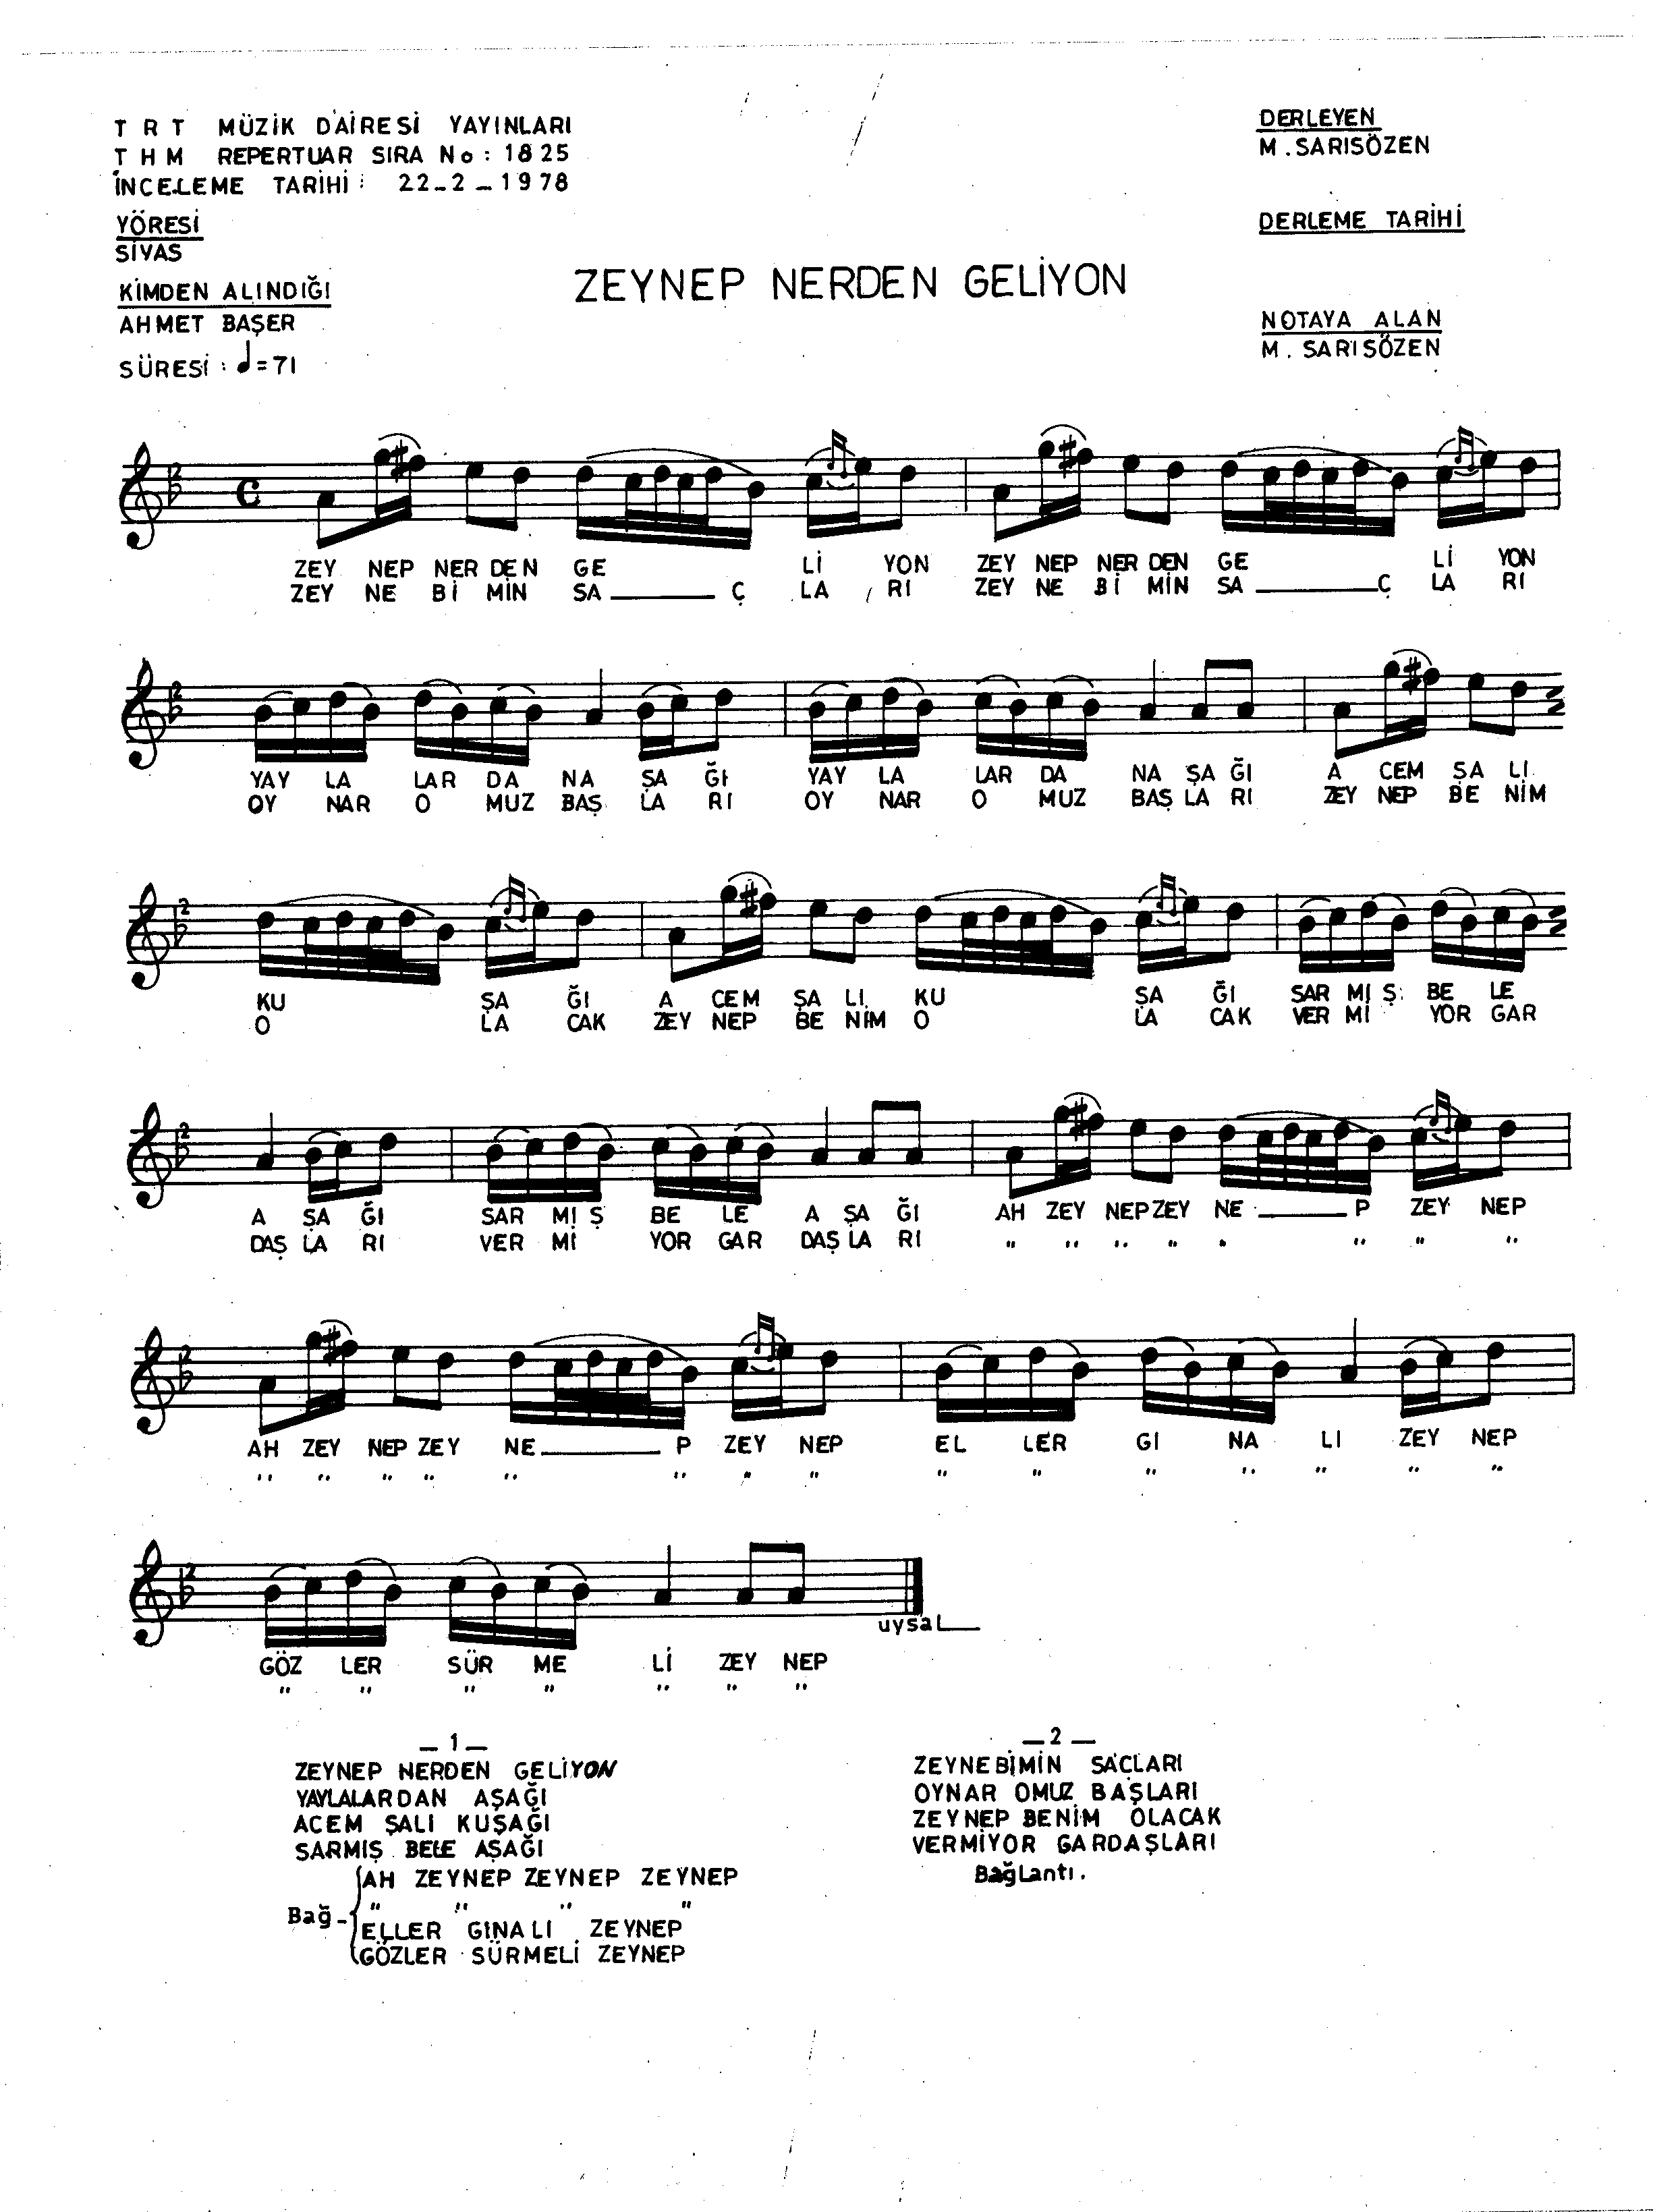 TRT MÜZİK DAİRESİ YAYINLARI
THM REPERTUAR SIRA No: 1825
İNCELEME TARİHİ: 22-2-1978
YÖRESİ
SİVAS
KİMDEN ALINDIĞI
AHMET BAŞER
SÜRESİ: ♩=71
DERLEYEN
M. SARISÖZEN
DERLEME TARİHİ
NOTAYA ALAN
M. SARISÖZEN
ZEYNEP NERDEN GELİYON
ZEY NEP NER DEN GE Lİ YON ZEY NEP NER DEN GE Lİ YON
ZEY NE Bİ MİN SA Ç LA RI ZEY NE Bİ MİN SA Ç LA RI
YAY LA LAR DA NA ŞA ĞI YAY LA LAR DA NA ŞA ĞI A CEM ŞA LI
OY NAR O MUZ BAŞ LA RI OY NAR O MUZ BAŞ LA RI ZEY NEP BE NİM
KU ŞA ĞI A CEM ŞA LI KU ŞA ĞI SAR MI Ş BE LE
O LA CAK ZEY NEP BE NİM O LA CAK VER Mİ YOR GAR
A ŞA ĞI SAR MI Ş BE LE A ŞA ĞI AH ZEY NEP ZEY NE P ZEY NEP
DAŞ LA RI VER Mİ YOR GAR DAŞ LA RI " " " " " " " "
AH ZEY NEP ZEY NE P ZEY NEP EL LER GI NA LI ZEY NEP
" " " " " " " " " " " " " " "
uysal
GÖZ LER SÜR ME Lİ ZEY NEP
" " " " " " "
_ 1 _
ZEYNEP NERDEN GELİYON
YAYLALARDAN AŞAĞI
ACEM ŞALI KUŞAĞI
SARMIŞ BELE AŞAĞI
AH ZEYNEP ZEYNEP ZEYNEP
Bağ- " " " "
ELLER GINALI ZEYNEP
GÖZLER SÜRMELİ ZEYNEP
_ 2 _
ZEYNEBİMİN SACLARI
OYNAR OMUZ BAŞLARI
ZEYNEP BENİM OLACAK
VERMİYOR GARDAŞLARI
Bağlantı.